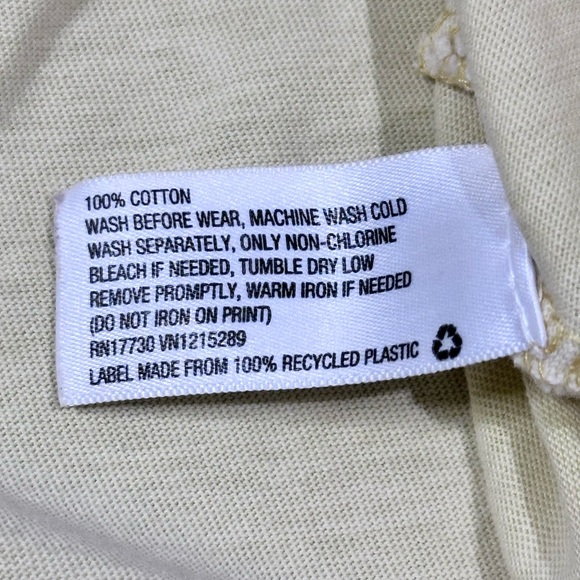 100% COTTON
WASH BEFORE WEAR, MACHINE WASH COLD
WASH SEPARATELY, ONLY NON-CHLORINE
BLEACH IF NEEDED, TUMBLE DRY LOW
REMOVE PROMPTLY, WARM IRON IF NEEDED
(DO NOT IRON ON PRINT)
RN17730 VN1215289
LABEL MADE FROM 100% RECYCLED PLASTIC